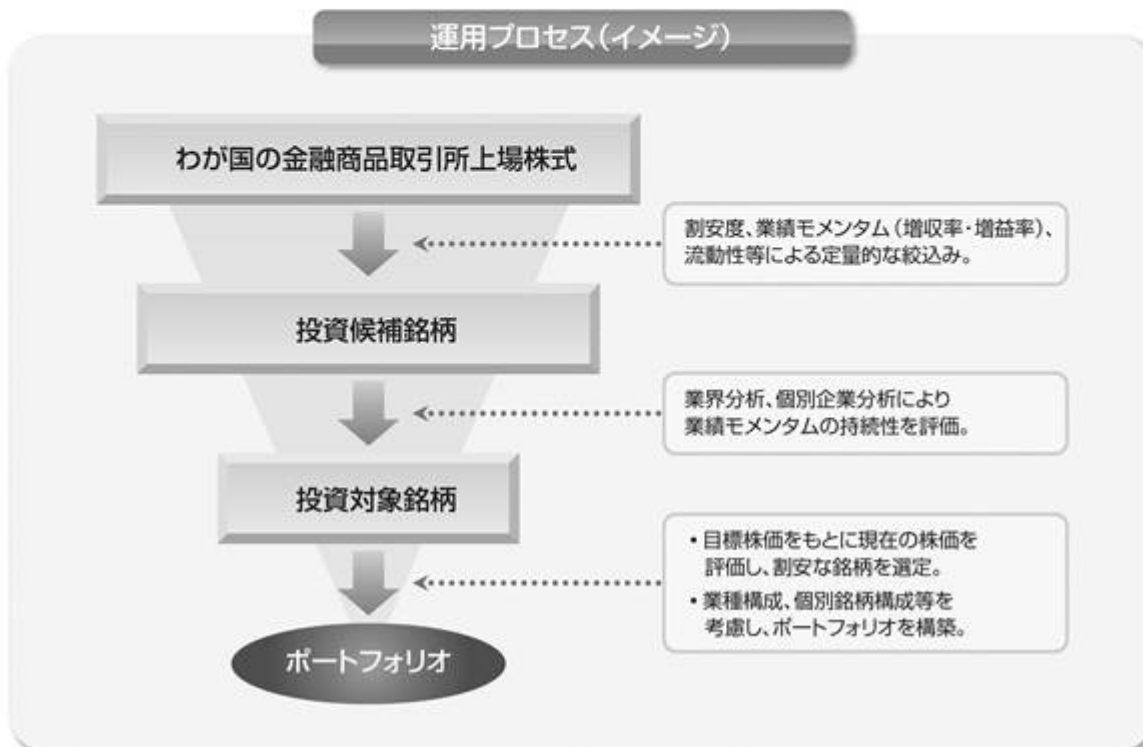 運用プロセス(イメージ)
わが国の金融商品取引所上場株式
割安度、業績モメンタム(増収率・増益率)、
流動性等による定量的な絞込み。
投資候補銘柄
業界分析、個別企業分析により
業績モメンタムの持続性を評価。
投資対象銘柄
・目標株価をもとに現在の株価を
評価し、割安な銘柄を選定。
・業種構成、個別銘柄構成等を
考慮し、ポートフォリオを構築。
ポートフォリオ